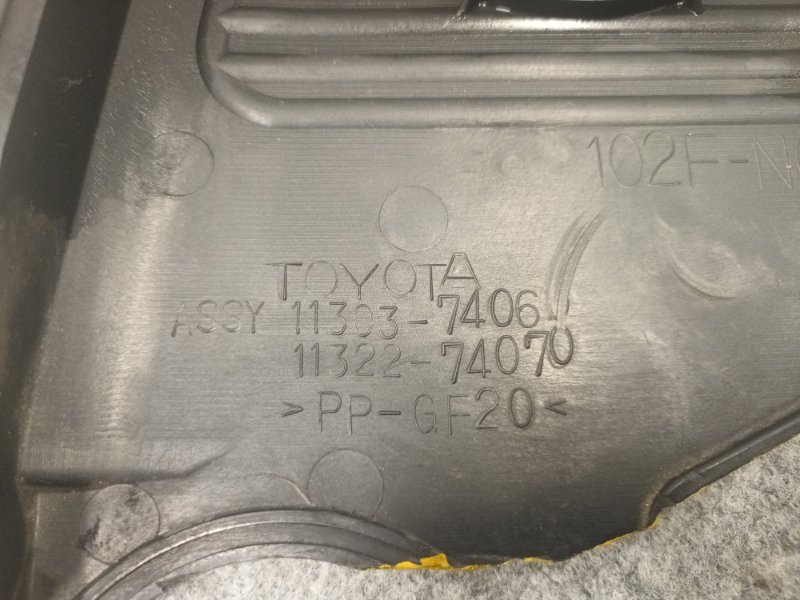 102F-N
TOYOTA
ASSY 11303-7406
11322-74070
>PP-GF20<